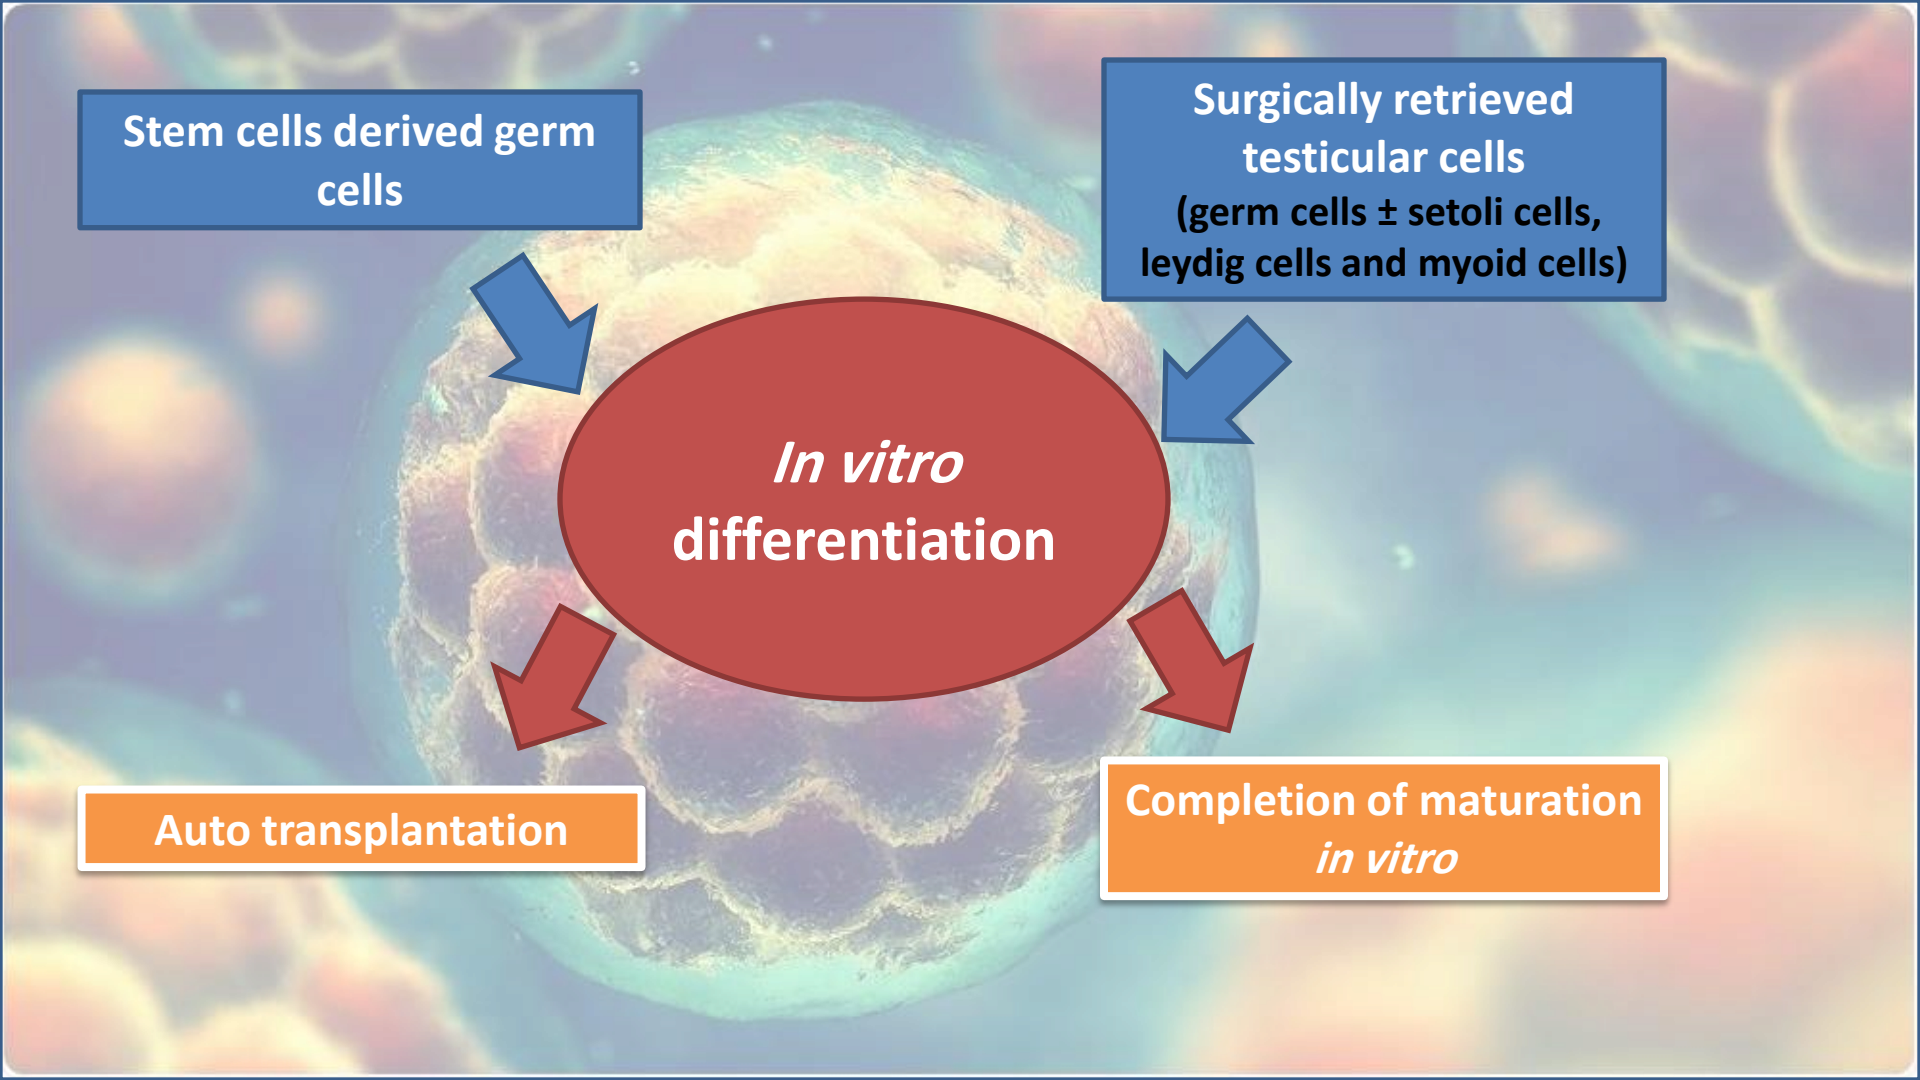 Stem cells derived germ
cells
Surgically retrieved
testicular cells
(germ cells ± setoli cells,
leydig cells and myoid cells)
In vitro
differentiation
Auto transplantation
Completion of maturation
in vitro